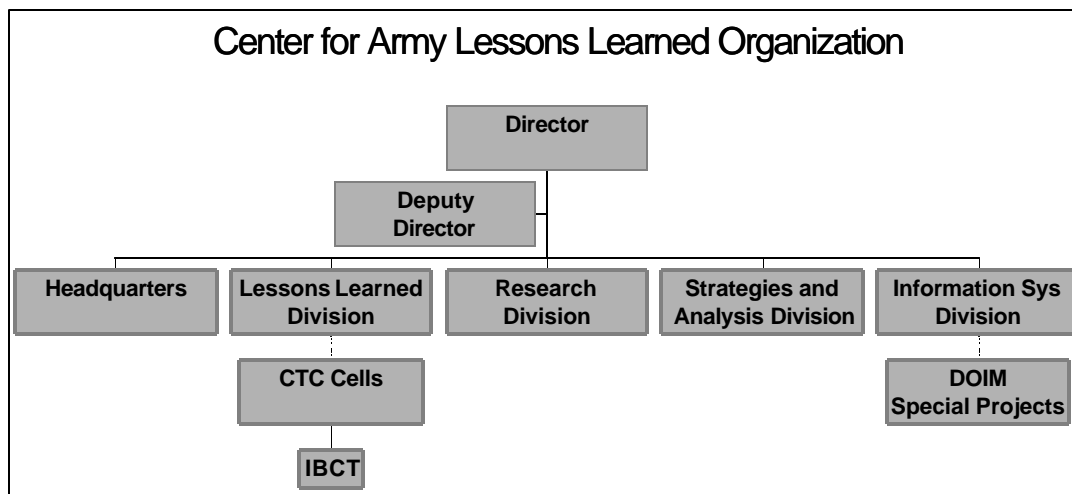 Center for Army Lessons Learned Organization
Director
Deputy
Director
Headquarters
Lessons Learned
Division
Research
Division
Strategies and
Analysis Division
Information Sys
Division
CTC Cells
DOIM
Special Projects
IBCT